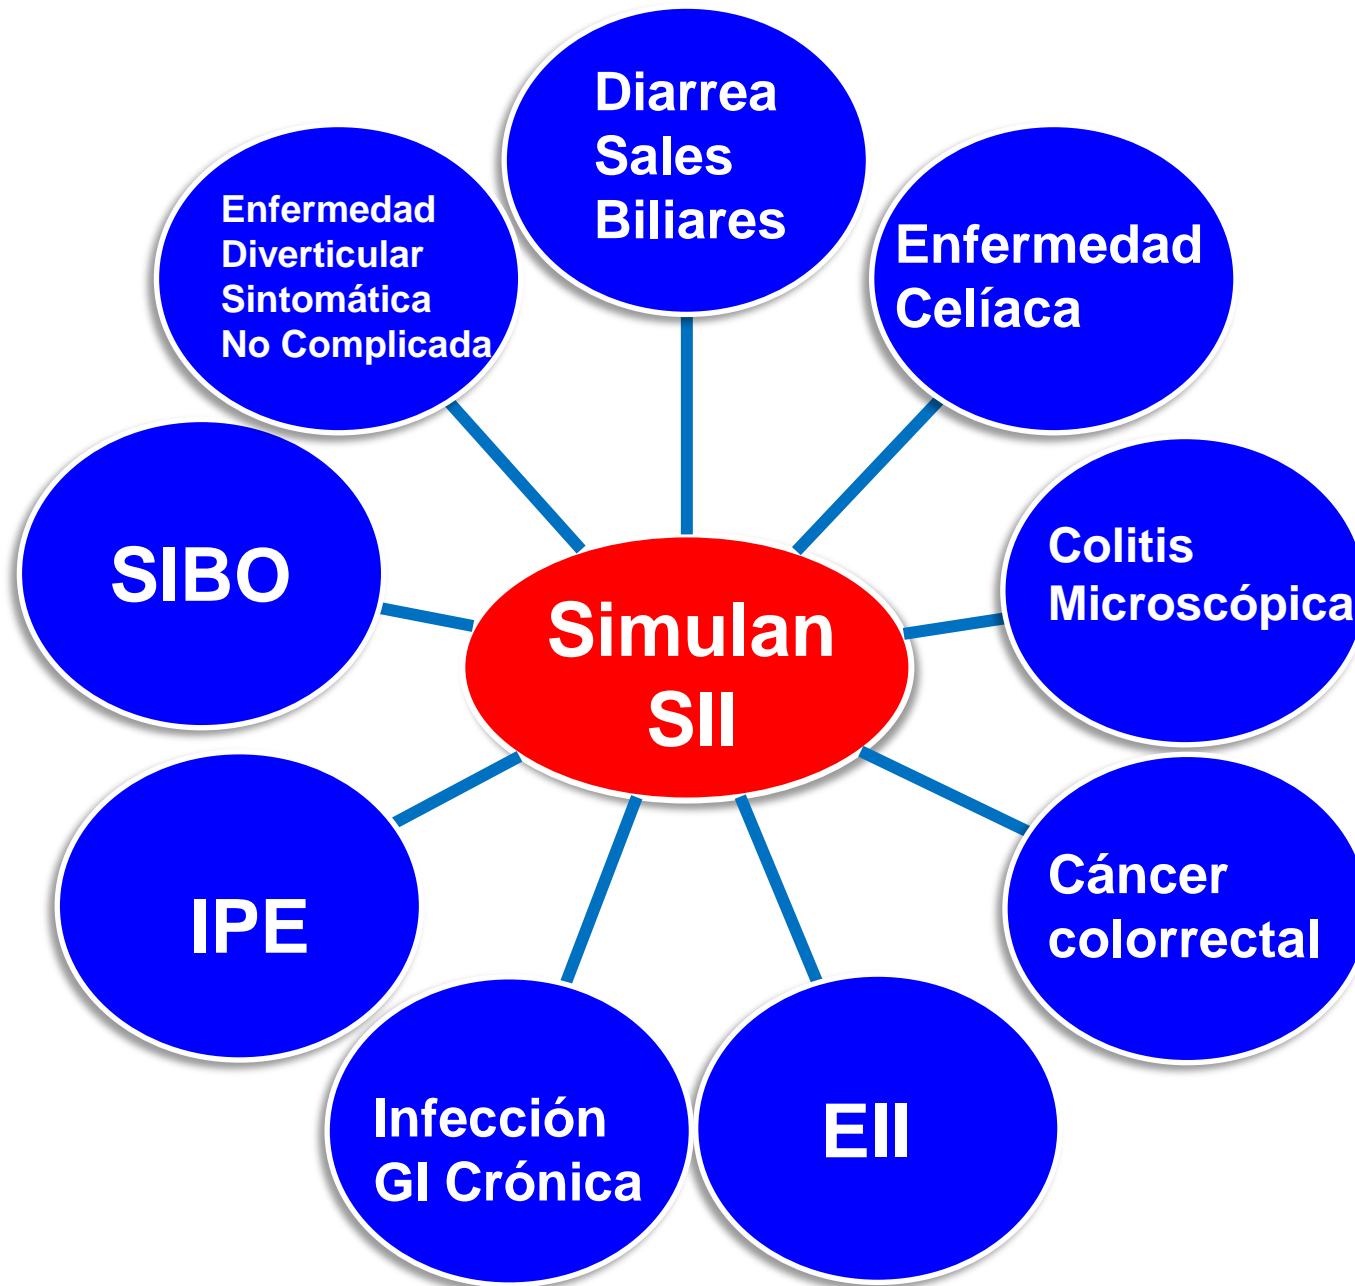 Diarrea
Sales
Biliares
Enfermedad
Diverticular
Sintomática
No Complicada
Enfermedad
Celíaca
SIBO
Colitis
Microscópica
Simulan
SII
IPE
Cáncer
colorrectal
Infección
GI Crónica
EII